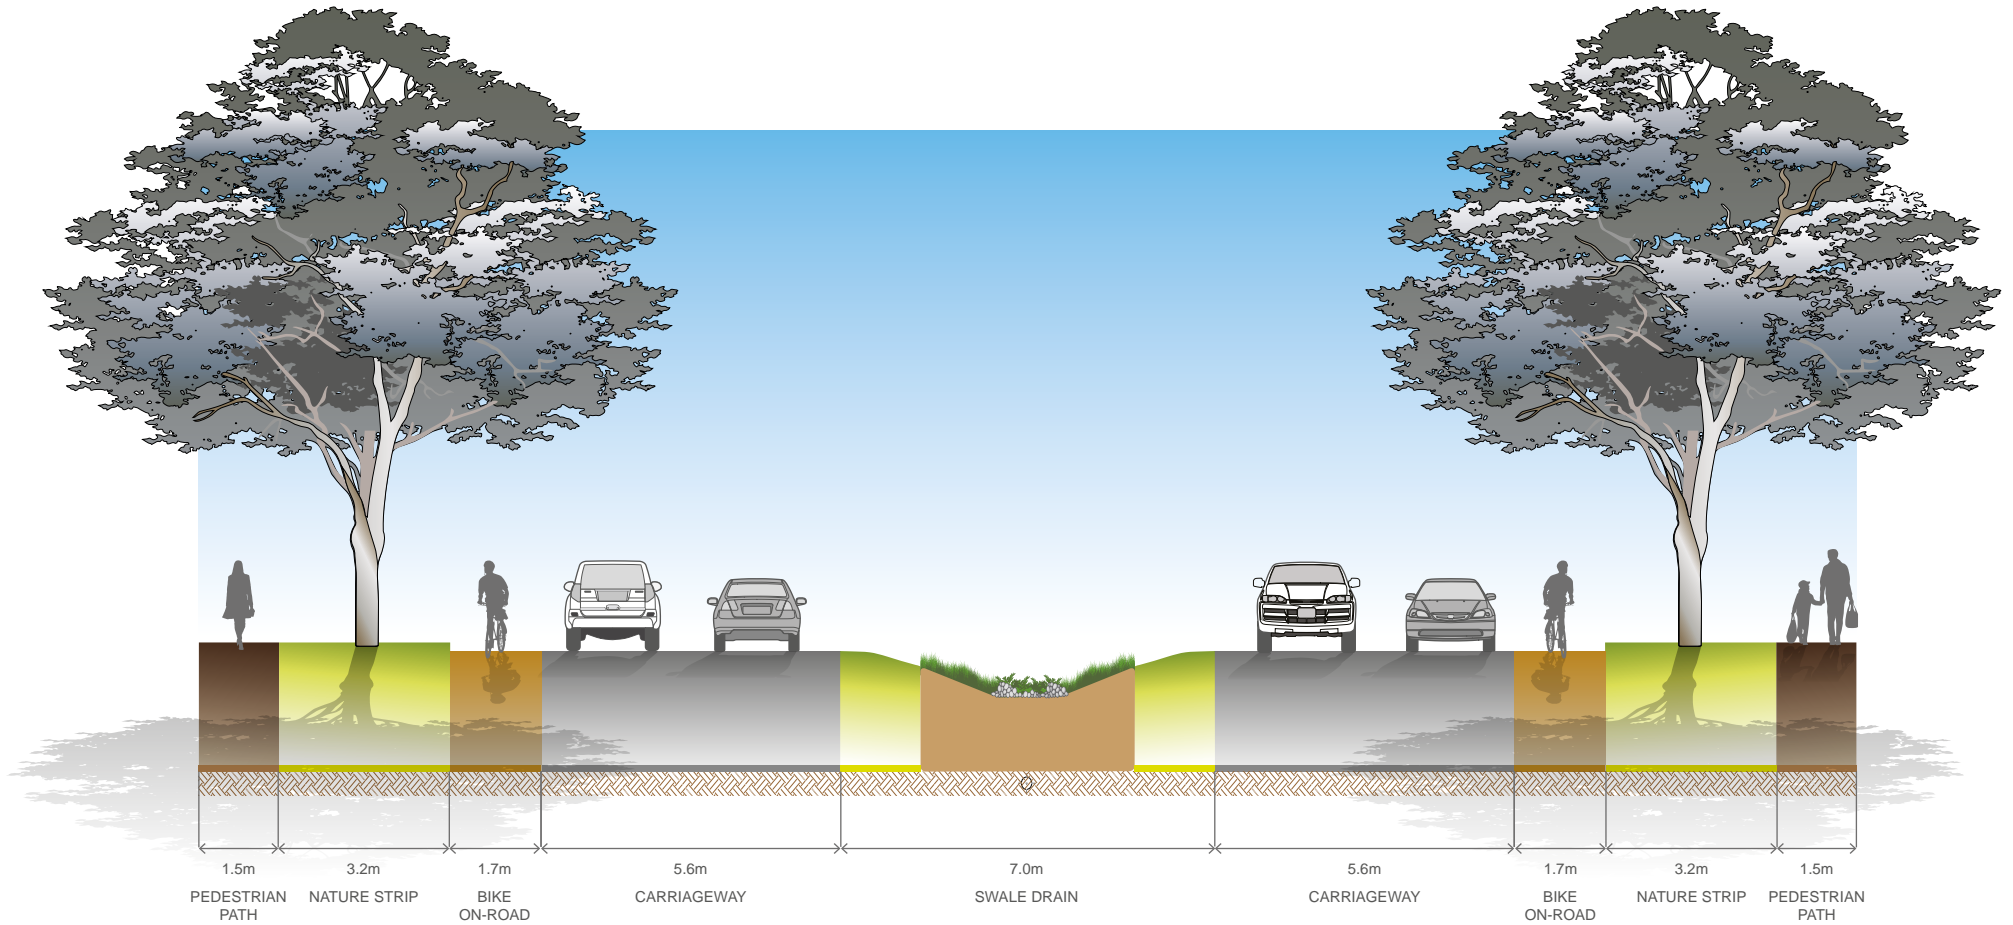 1.5m 3.2m 1.7m 5.6m 7.0m 5.6m 1.7m 3.2m 1.5m
PEDESTRIAN NATURE STRIP BIKE CARRIAGEWAY SWALE DRAIN CARRIAGEWAY BIKE NATURE STRIP PEDESTRIAN
PATH ON-ROAD ON-ROAD PATH